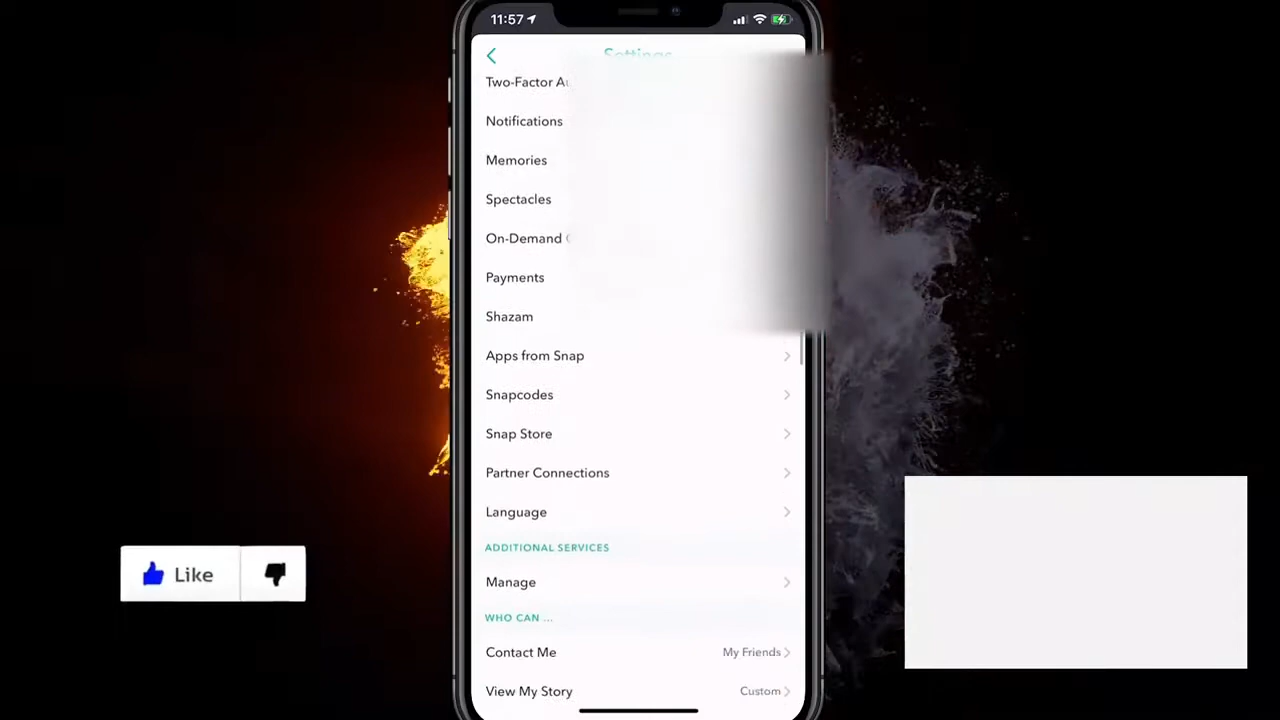 11:57
Settings
Two-Factor
Notifications
Memories
Spectacles
On-Demand
Payments
Shazam
Apps from Snap
Snapcodes
Snap Store
Partner Connections
Language
ADDITIONAL SERVICES
Manage
WHO CAN ...
Contact Me My Friends
View My Story Custom
Like